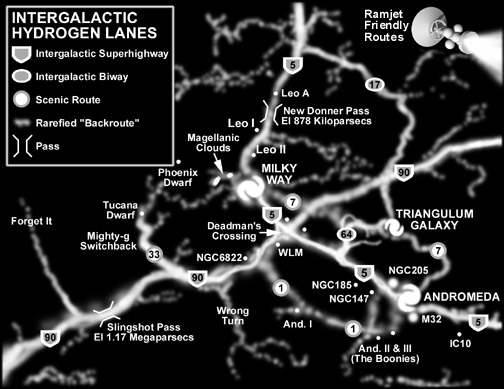 INTERGALACTIC
HYDROGEN LANES
5 Intergalactic Superhighway
Intergalactic Biway
Scenic Route
Rarefied "Backroute"
Pass
Ramjet
Friendly
Routes
5
17
Leo A
New Donner Pass
El 878 Kiloparsecs
Leo I
Magellanic
Clouds
Leo II
Phoenix
Dwarf
MILKY
WAY
90
Tucana
Dwarf
7
5
Forget It
Deadman's
Crossing
TRIANGULUM
GALAXY
Mighty-g
Switchback
64
33
NGC6822
WLM
7
90
5
NGC205
NGC185
NGC147
1
ANDROMEDA
Wrong
Turn
And. I
M32
5
90
Slingshot Pass
El 1.17 Megaparsecs
1
And. II & III
(The Boonies)
IC10